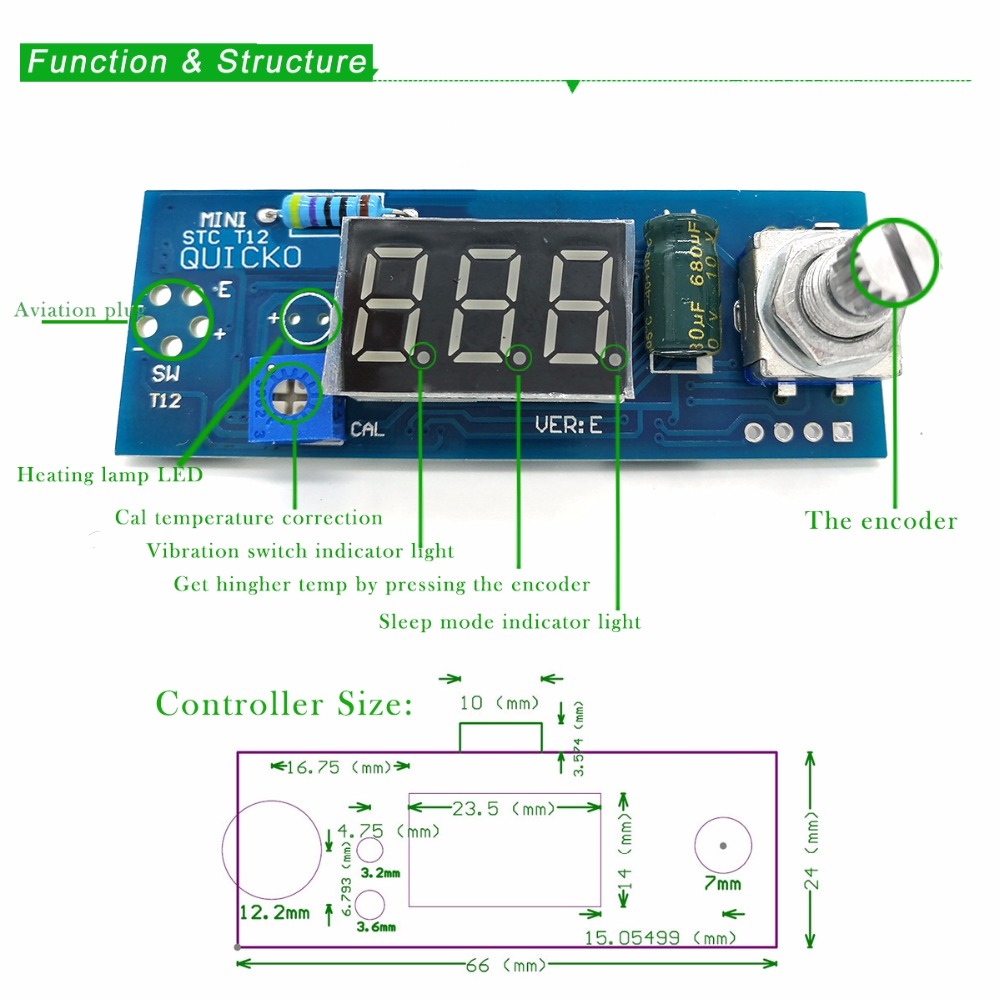 Function & Structure
MINI
STC T12
QUICKO
E
Aviation plug
+
+
-
SW
T12
CAL
VER:E
680µF
10 V
Heating lamp LED
Cal temperature correction
The encoder
Vibration switch indicator light
Get hingher temp by pressing the encoder
Sleep mode indicator light
Controller Size:
10 (mm)
3.574 (mm)
16.75 (mm)
23.5 (mm)
4.75 (mm)
3.2mm
6.793 (mm)
14 (mm)
7mm
24 (mm)
12.2mm
3.6mm
15.05499 (mm)
66 (mm)